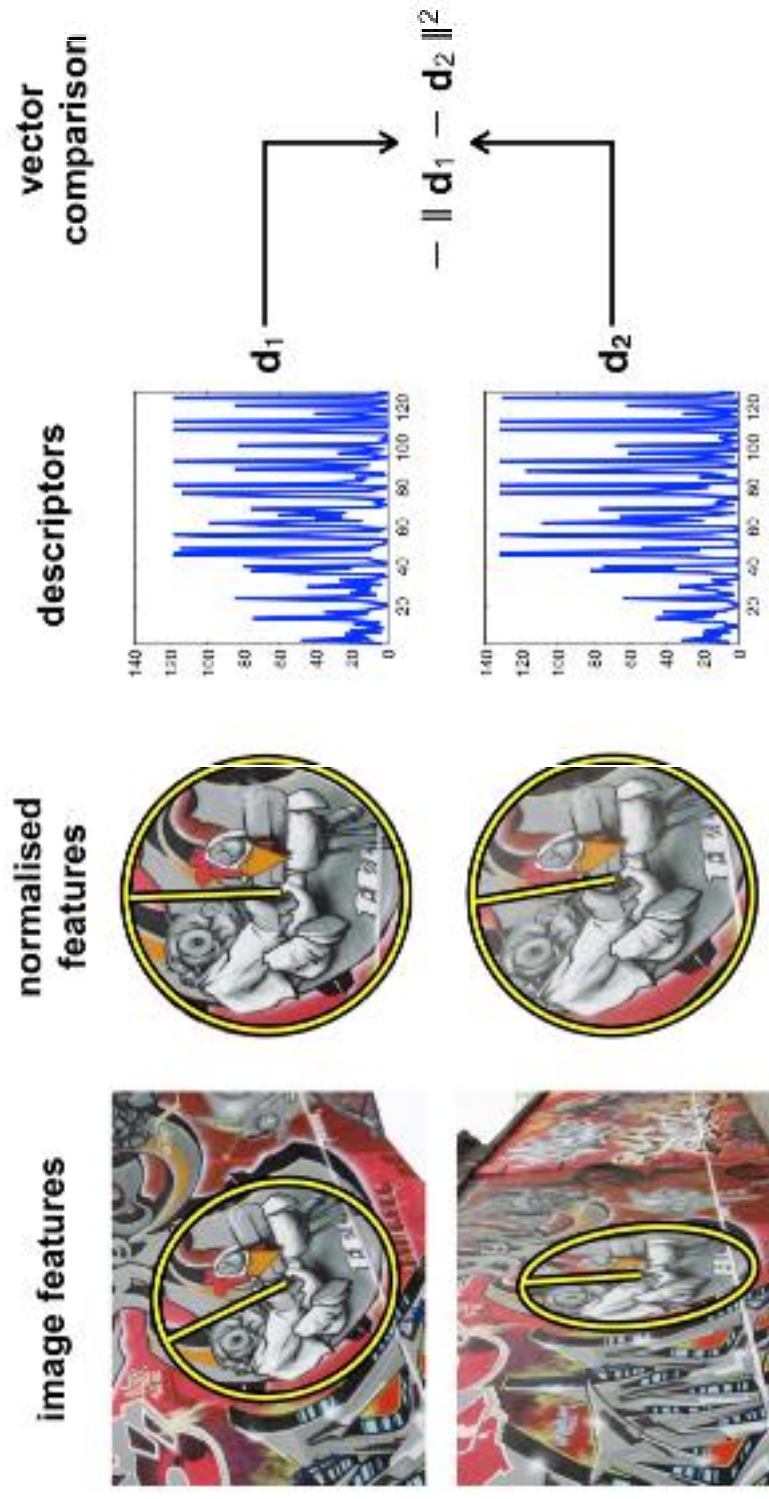 image features
normalised
features
descriptors
vector
comparison
140
120
100
80
60
40
20
0
20 40 60 80 100 120
d₁
140
120
100
80
60
40
20
0
20 40 60 80 100 120
d₂
− ‖ d₁ − d₂ ‖²